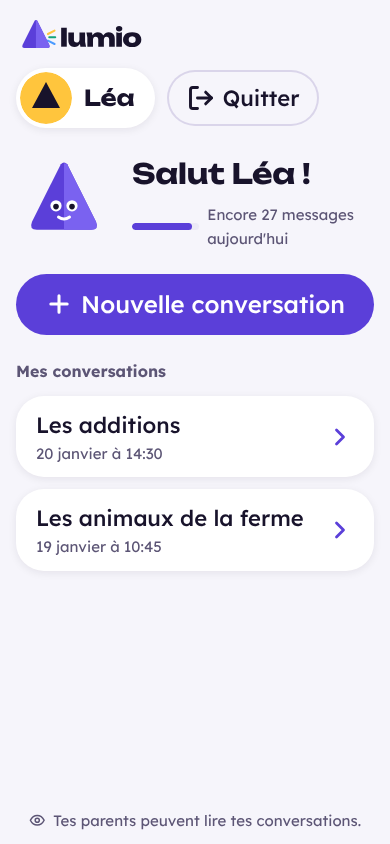 lumio
Léa
Quitter
Salut Léa !
Encore 27 messages
aujourd'hui
Nouvelle conversation
Mes conversations
Les additions
20 janvier à 14:30
Les animaux de la ferme
19 janvier à 10:45
Tes parents peuvent lire tes conversations.